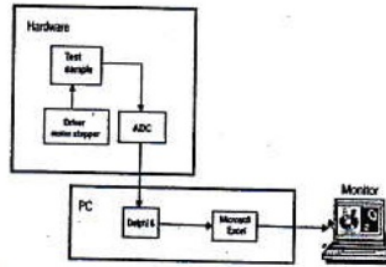 Hardware
Test
sample
Driver
motor stepper
ADC
Monitor
PC
Delphi 6
Microsoft
Excel